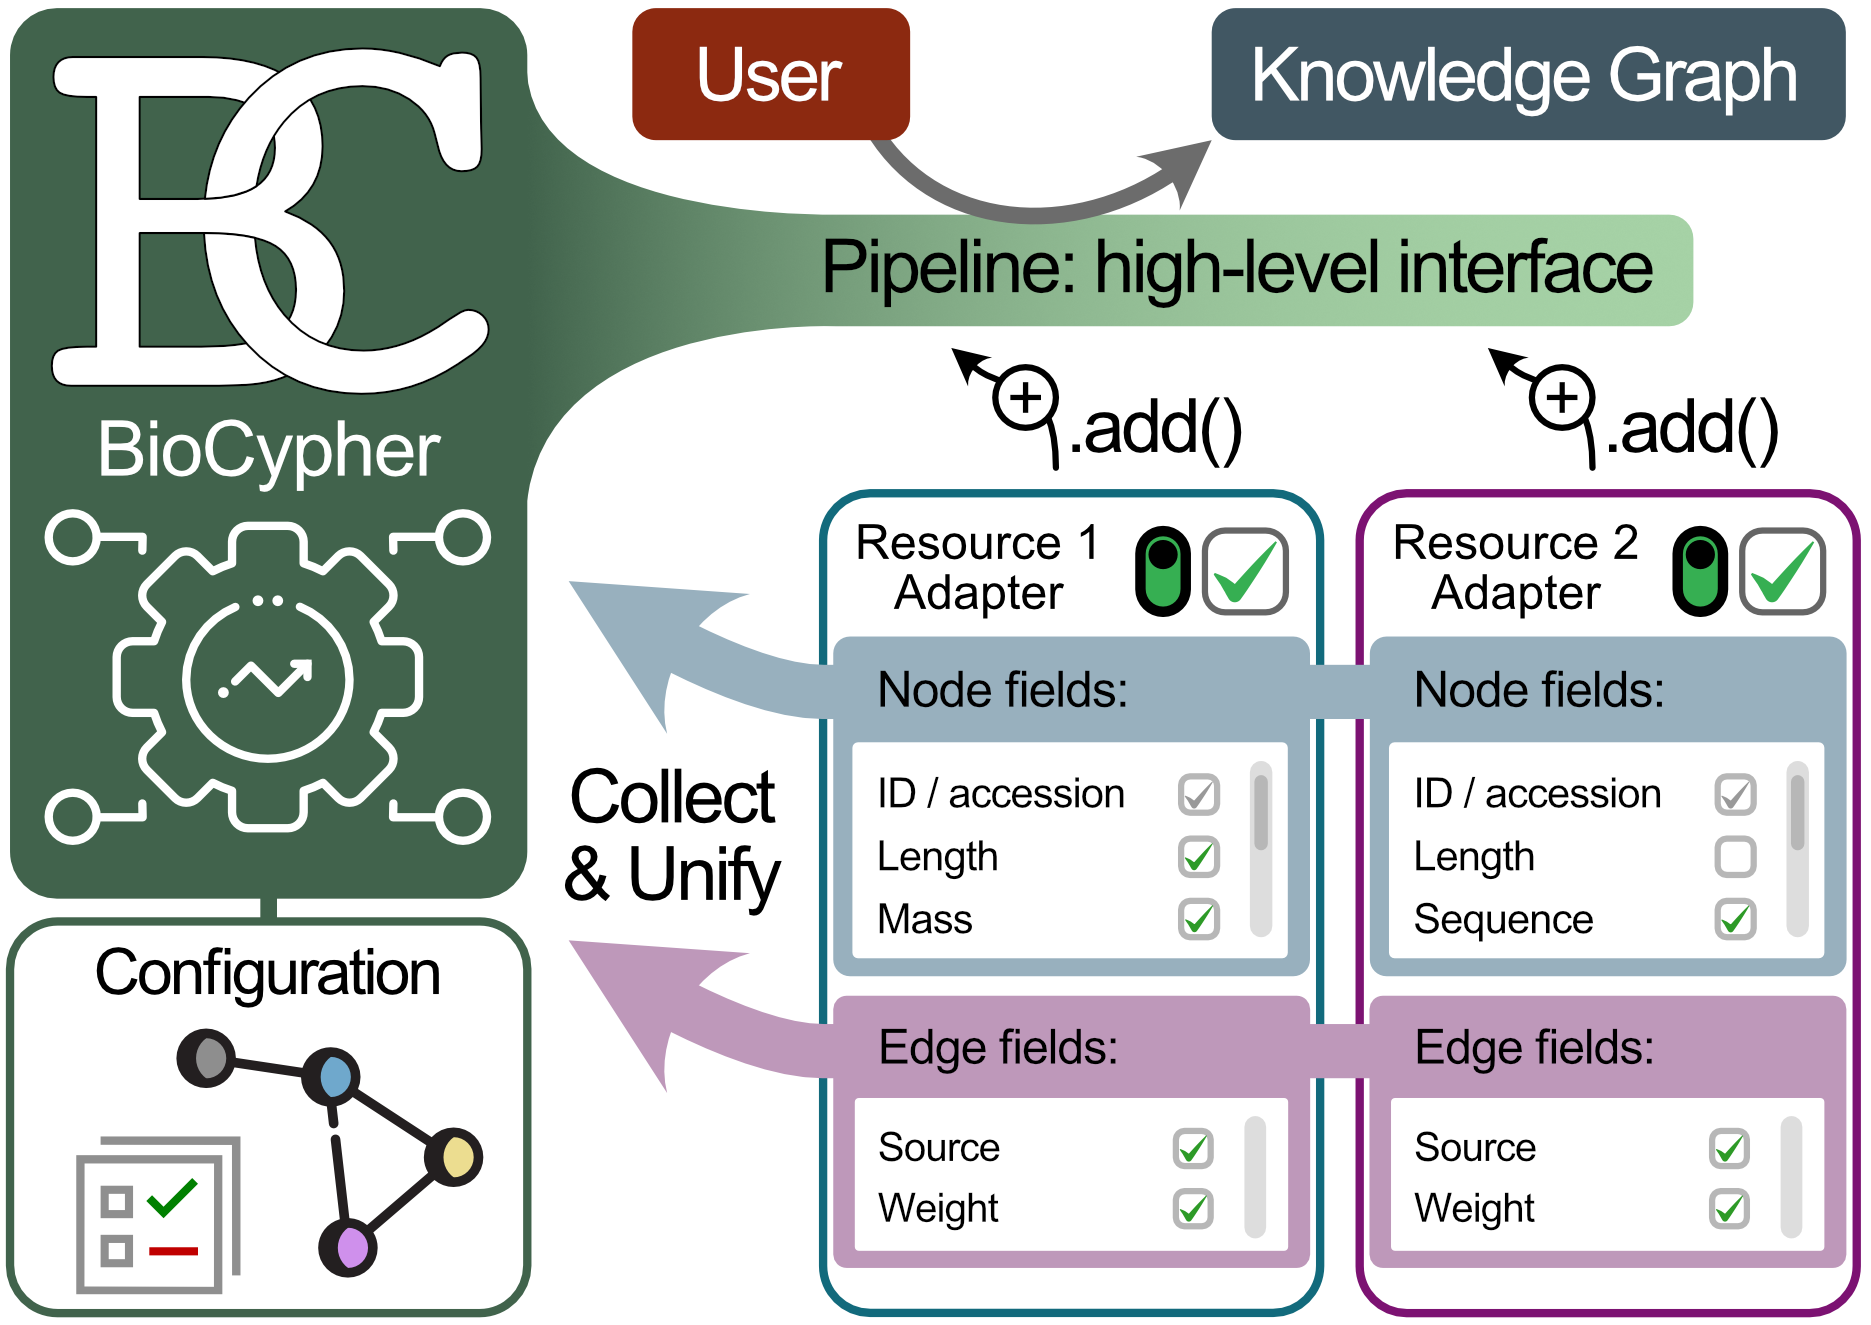 BC
BioCypher
User
Knowledge Graph
Pipeline: high-level interface
.add()
.add()
Collect
& Unify
Configuration
Resource 1
Adapter
Node fields:
ID / accession
Length
Mass
Edge fields:
Source
Weight
Resource 2
Adapter
Node fields:
ID / accession
Length
Sequence
Edge fields:
Source
Weight